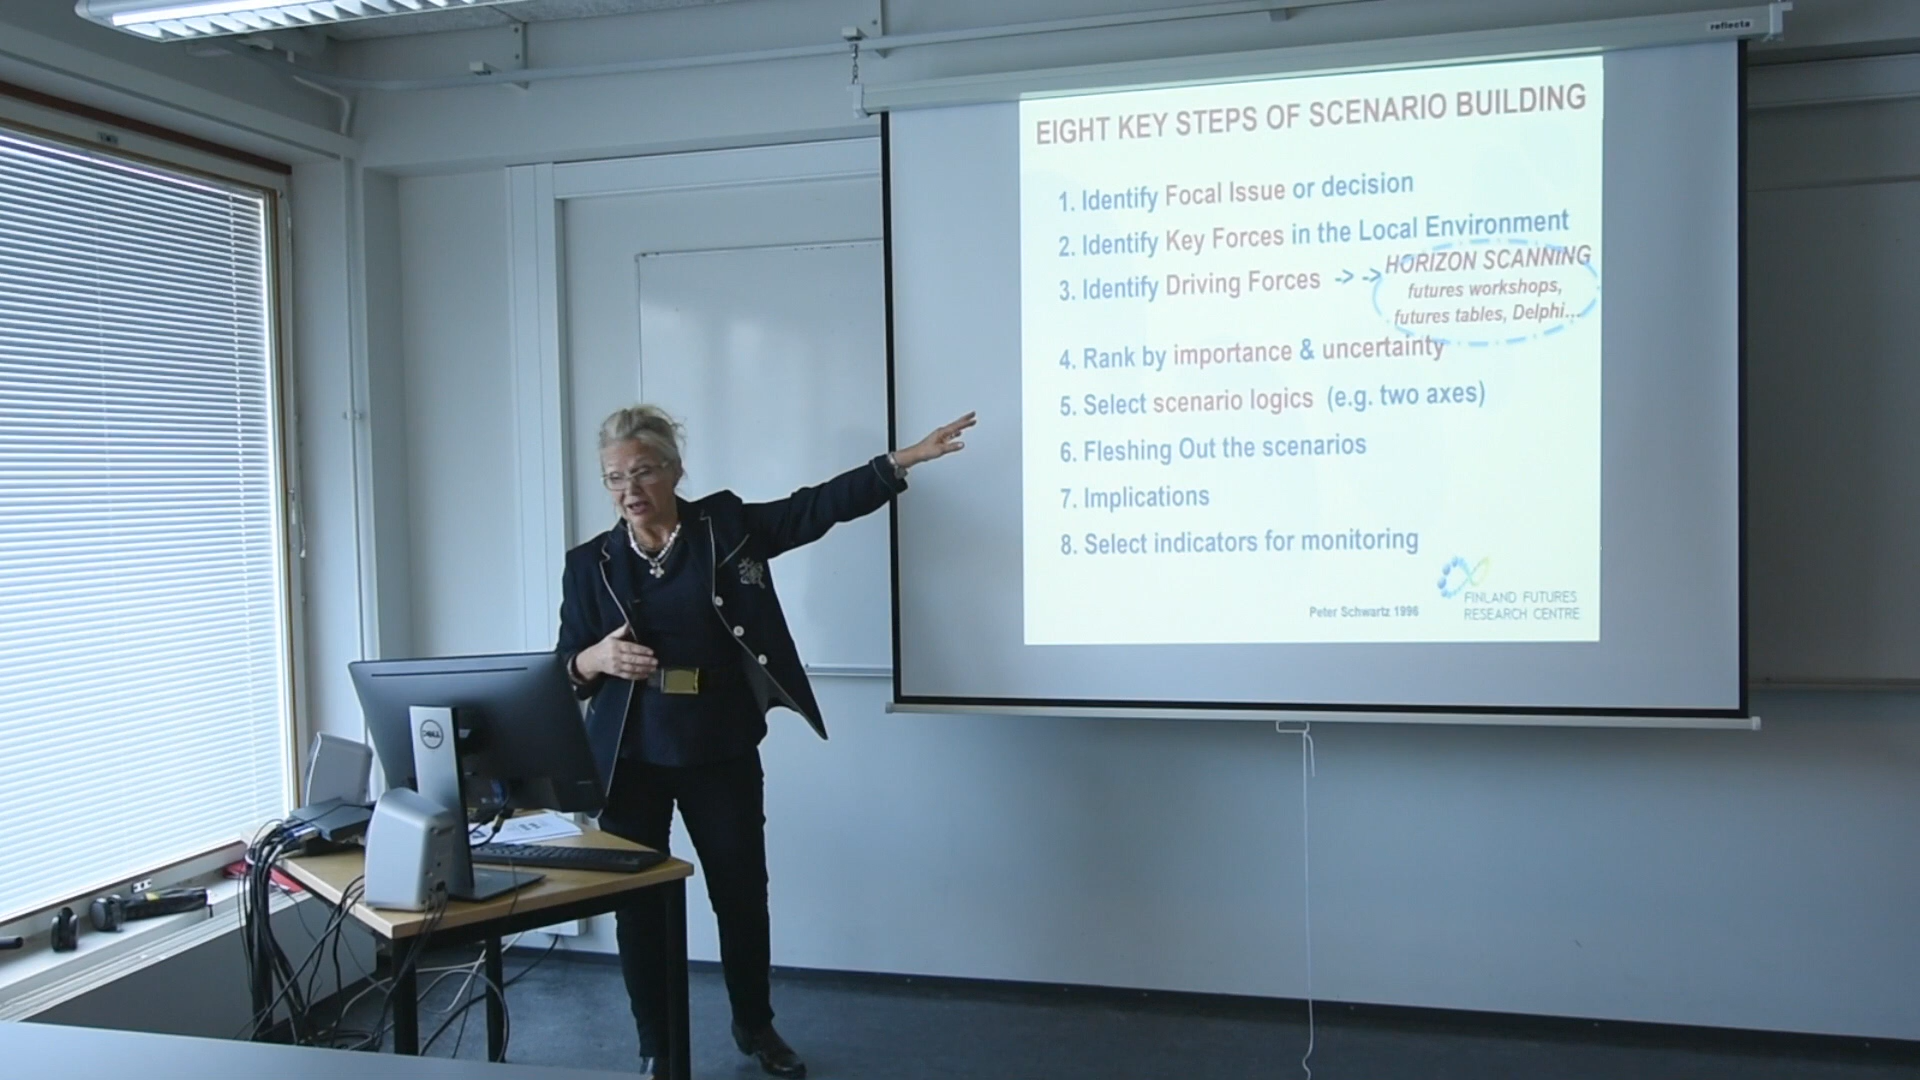 reflecta
EIGHT KEY STEPS OF SCENARIO BUILDING
1. Identify Focal Issue or decision
2. Identify Key Forces in the Local Environment
3. Identify Driving Forces -> -> HORIZON SCANNING
futures workshops,
futures tables, Delphi...
4. Rank by importance & uncertainty
5. Select scenario logics (e.g. two axes)
6. Fleshing Out the scenarios
7. Implications
8. Select indicators for monitoring
Peter Schwartz 1996
FINLAND FUTURES
RESEARCH CENTRE
DELL